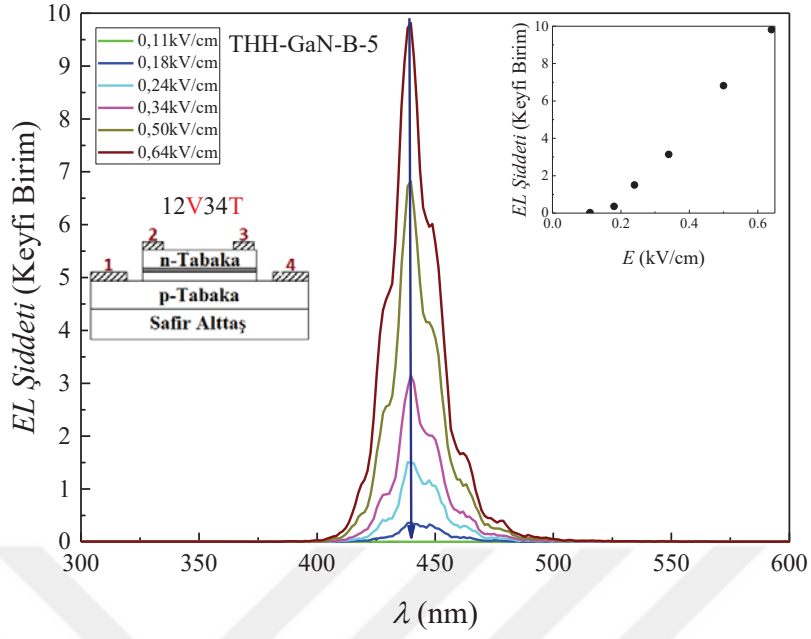 THH-GaN-B-5
0,11kV/cm
0,18kV/cm
0,24kV/cm
0,34kV/cm
0,50kV/cm
0,64kV/cm
12V34T
1 2 3 4
n-Tabaka
p-Tabaka
Safir Alttaş
EL Şiddeti (Keyfi Birim)
10
9
8
7
6
5
4
3
2
1
0
300 350 400 450 500 550 600
λ (nm)
EL Şiddeti (Keyfi Birim)
10
8
6
4
2
0
0.0 0.2 0.4 0.6
E (kV/cm)